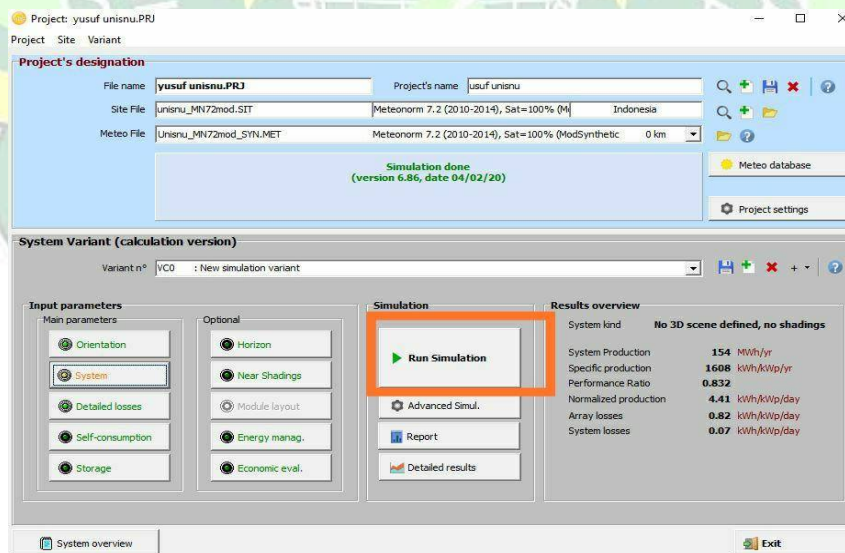 Project: yusuf unisnu.PRJ
Project Site Variant
Project's designation
File name yusuf unisnu.PRJ Project's name usuf unisnu
Site File unisnu_MN72mod.SIT Meteonorm 7.2 (2010-2014), Sat=100% (Mo Indonesia
Meteo File Unisnu_MN72mod_SYN.MET Meteonorm 7.2 (2010-2014), Sat=100% (ModSynthetic 0 km
Simulation done
(version 6.86, date 04/02/20)
Meteo database
Project settings
System Variant (calculation version)
Variant n° VC0 : New simulation variant
Input parameters
Main parameters
Orientation
System
Detailed losses
Self-consumption
Storage
Optional
Horizon
Near Shadings
Module layout
Energy manag.
Economic eval.
Simulation
Run Simulation
Advanced Simul.
Report
Detailed results
Results overview
System kind No 3D scene defined, no shadings
System Production 154 MWh/yr
Specific production 1608 kWh/kWp/yr
Performance Ratio 0.832
Normalized production 4.41 kWh/kWp/day
Array losses 0.82 kWh/kWp/day
System losses 0.07 kWh/kWp/day
System overview
Exit